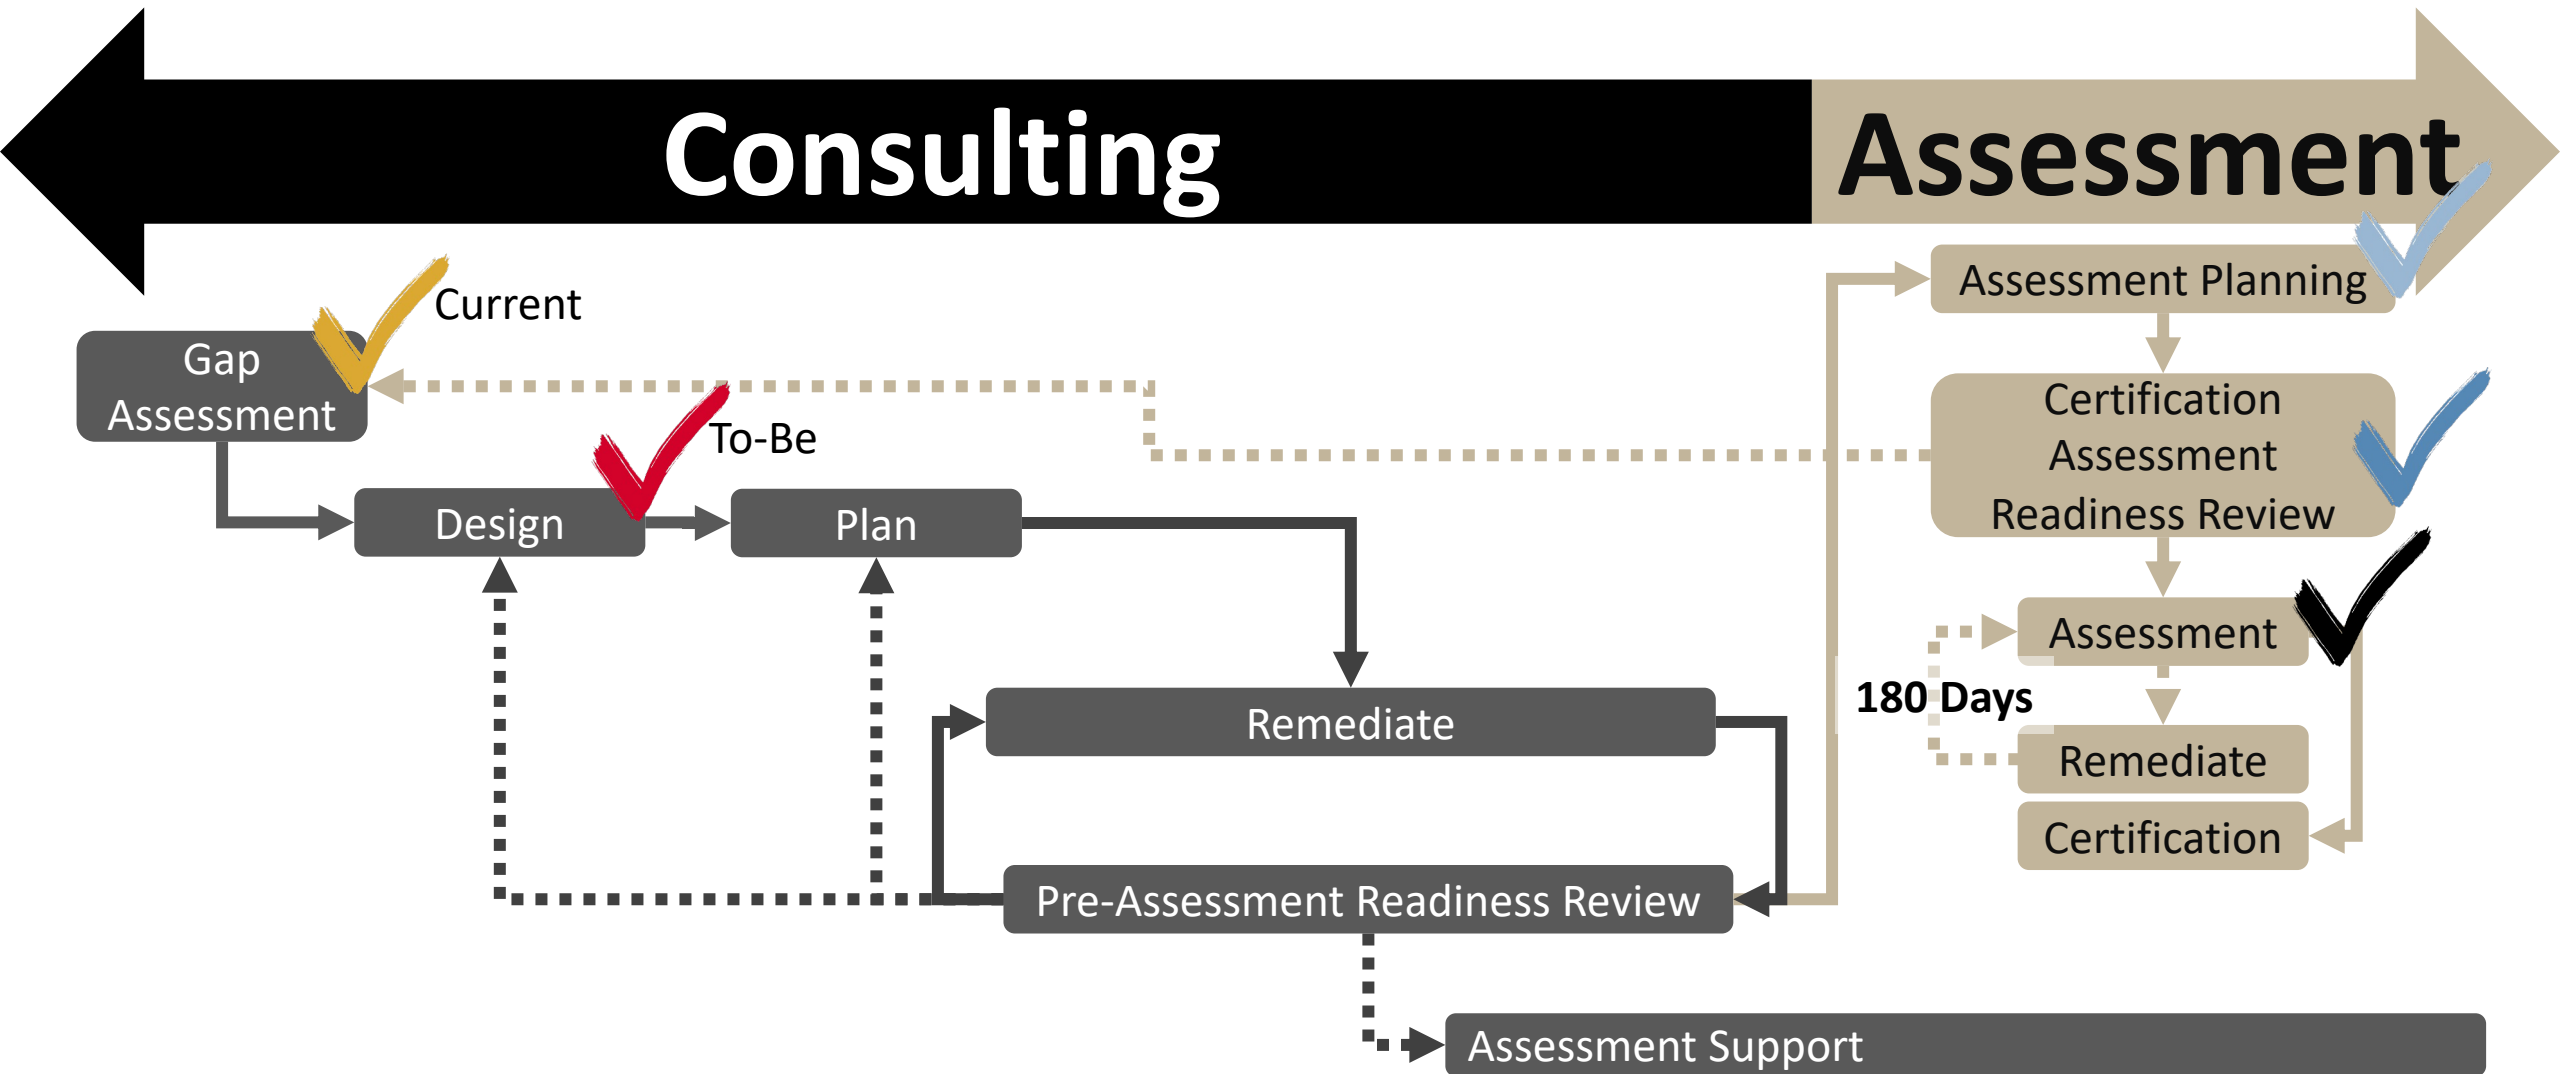 Consulting
Assessment
Current
Gap
Assessment
To-Be
Design
Plan
Remediate
Pre-Assessment Readiness Review
Assessment Support
Assessment Planning
Certification
Assessment
Readiness Review
Assessment
180 Days
Remediate
Certification